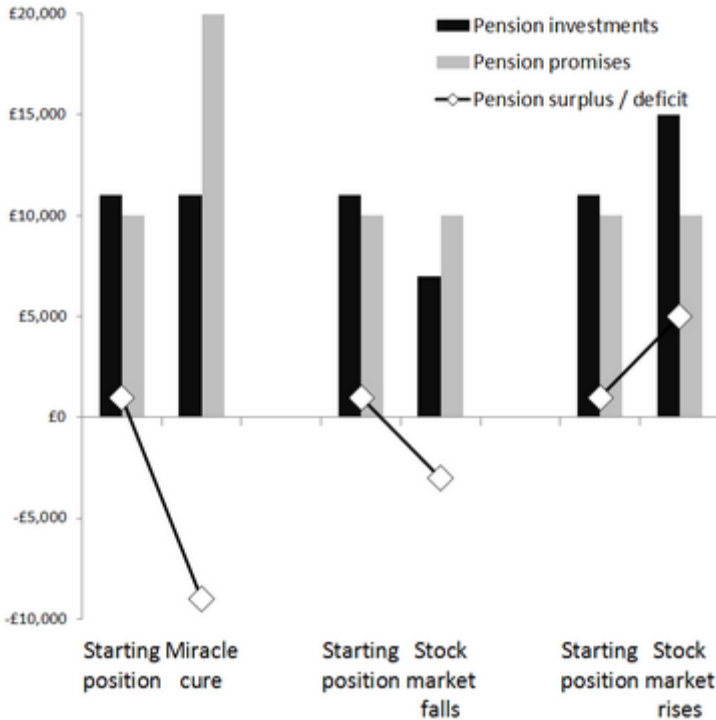 £20,000
Pension investments
Pension promises
Pension surplus / deficit
£15,000
£10,000
£5,000
£0
-£5,000
-£10,000
Starting position
Miracle cure
Starting position
Stock market falls
Starting position
Stock market rises